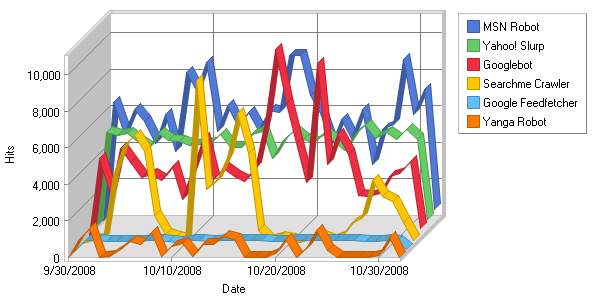 MSN Robot
Yahoo! Slurp
Googlebot
Searchme Crawler
Google Feedfetcher
Yanga Robot
10,000
8,000
6,000
4,000
2,000
0
Hits
9/30/2008
10/10/2008
10/20/2008
10/30/2008
Date